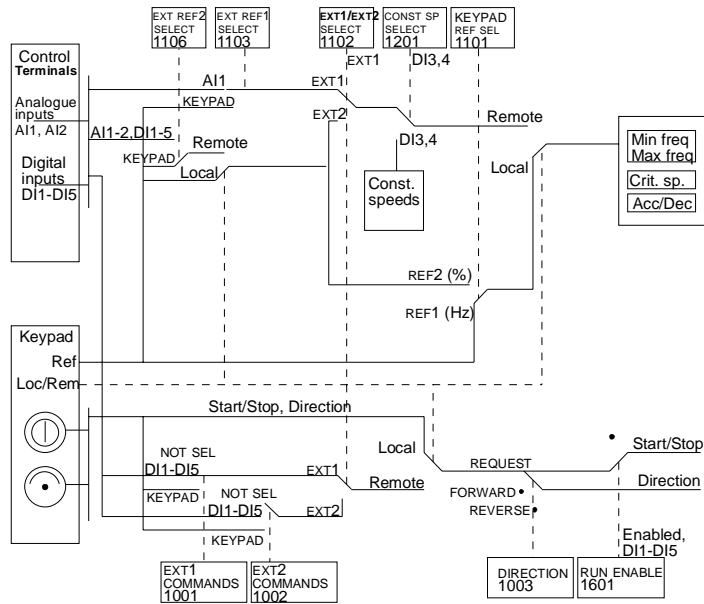 EXT REF2
SELECT
1106
EXT REF1
SELECT
1103
EXT1/EXT2
SELECT
1102
CONST SP
SELECT
1201
KEYPAD
REF SEL
1101
EXT1
DI3,4
Control
Terminals
Analogue
inputs
AI1, AI2
Digital
inputs
DI1-DI5
AI1
EXT1
KEYPAD
EXT2
AI1-2,DI1-5
Remote
KEYPAD
Local
DI3,4
Const.
speeds
Remote
Local
Min freq
Max freq
Crit. sp.
Acc/Dec
REF2 (%)
REF1 (Hz)
Keypad
Ref
Loc/Rem
Start/Stop, Direction
NOT SEL
DI1-DI5
KEYPAD
NOT SEL
DI1-DI5
KEYPAD
EXT1
EXT2
Remote
Local
REQUEST
Start/Stop
Direction
FORWARD
REVERSE
Enabled,
DI1-DI5
EXT1
COMMANDS
1001
EXT2
COMMANDS
1002
DIRECTION
1003
RUN ENABLE
1601